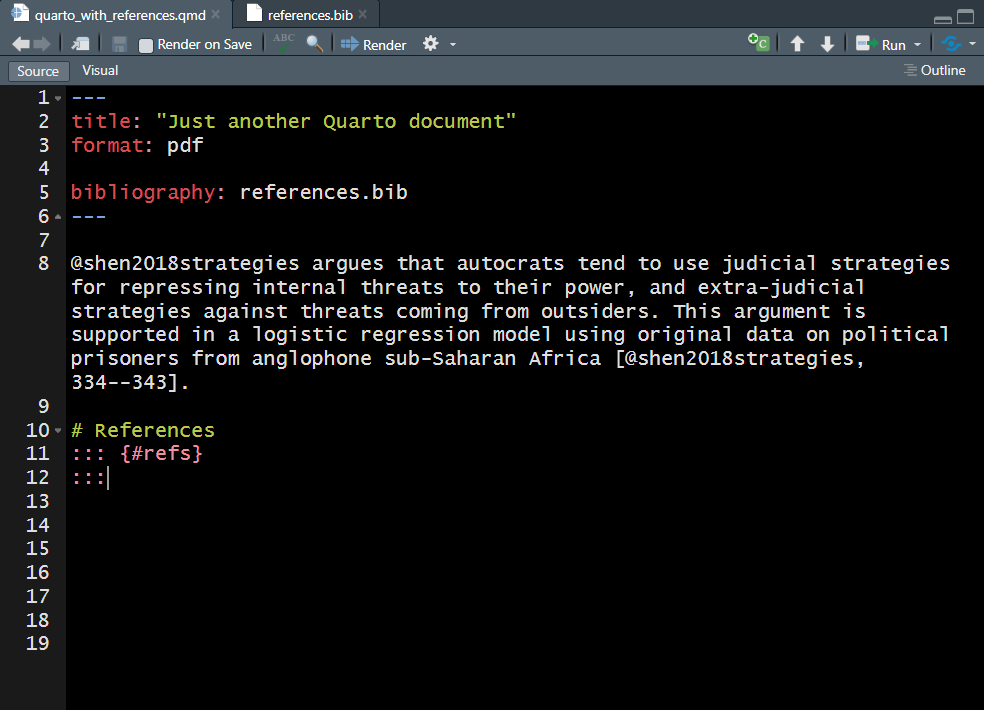 quarto_with_references.qmd × references.bib ×
Render on Save ABC Render C Run
Source Visual Outline
1 ---
2 title: "Just another Quarto document"
3 format: pdf
4
5 bibliography: references.bib
6 ---
7
8 @shen2018strategies argues that autocrats tend to use judicial strategies
for repressing internal threats to their power, and extra-judicial
strategies against threats coming from outsiders. This argument is
supported in a logistic regression model using original data on political
prisoners from anglophone sub-Saharan Africa [@shen2018strategies,
334--343].
9
10 # References
11 ::: {#refs}
12 :::
13
14
15
16
17
18
19